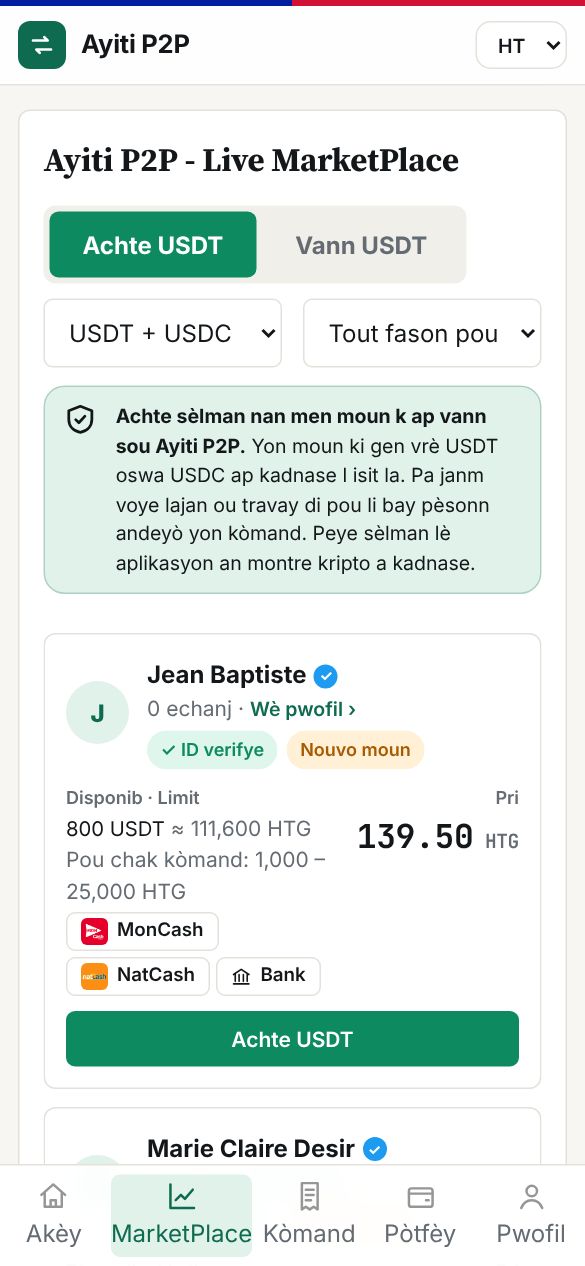 Ayiti P2P
HT
Ayiti P2P - Live MarketPlace
Achte USDT
Vann USDT
USDT + USDC
Tout fason pou
Achte sèlman nan men moun k ap vann
sou Ayiti P2P. Yon moun ki gen vrè USDT
oswa USDC ap kadnase l isit la. Pa janm
voye lajan ou travay di pou li bay pèsonn
andeyò yon kòmand. Peye sèlman lè
aplikasyon an montre kripto a kadnase.
J
Jean Baptiste
0 echanj · Wè pwofil ›
✓ ID verifye
Nouvo moun
Disponib · Limit
Pri
800 USDT ≈ 111,600 HTG
139.50 HTG
Pou chak kòmand: 1,000 –
25,000 HTG
MonCash
NatCash
Bank
Achte USDT
Marie Claire Desir
Akèy
MarketPlace
Kòmand
Pòtfèy
Pwofil